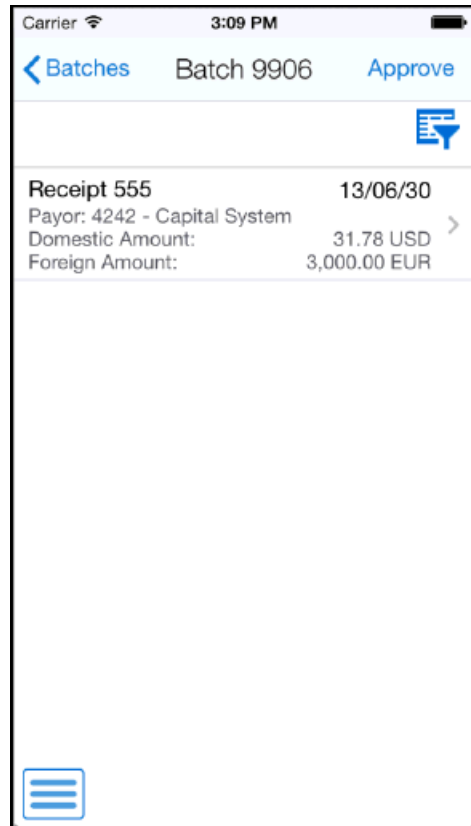 Carrier 3:09 PM
Batches Batch 9906 Approve
Receipt 555 13/06/30
Payor: 4242 - Capital System
Domestic Amount: 31.78 USD
Foreign Amount: 3,000.00 EUR